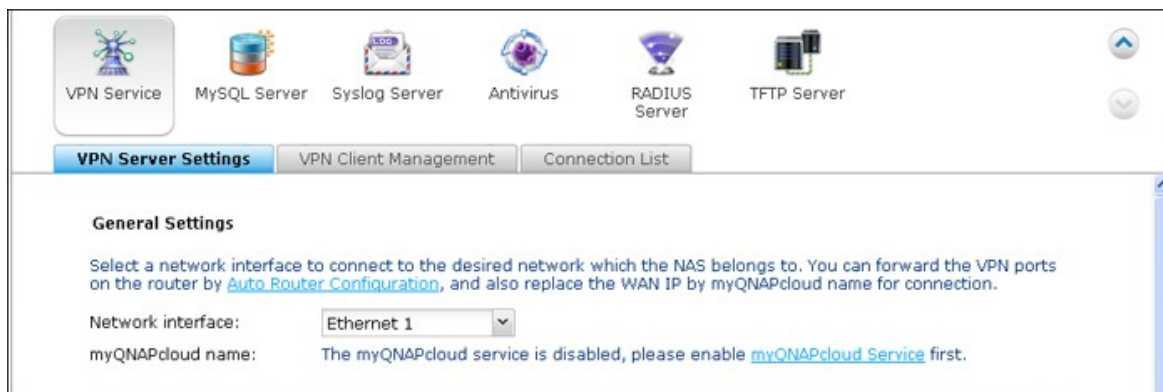 LOG
VPN Service
MySQL Server
Syslog Server
Antivirus
RADIUS
Server
TFTP Server
VPN Server Settings
VPN Client Management
Connection List
General Settings
Select a network interface to connect to the desired network which the NAS belongs to. You can forward the VPN ports
on the router by Auto Router Configuration, and also replace the WAN IP by myQNAPcloud name for connection.
Network interface:
Ethernet 1
myQNAPcloud name:
The myQNAPcloud service is disabled, please enable myQNAPcloud Service first.